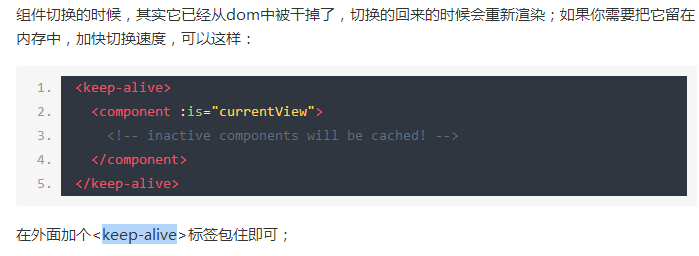 组件切换的时候，其实它已经从dom中被干掉了，切换的回来的时候会重新渲染；如果你需要把它留在
内存中，加快切换速度，可以这样：
1. <keep-alive>
2. <component :is="currentView">
3. <!-- inactive components will be cached! -->
4. </component>
5. </keep-alive>
在外面加个<keep-alive>标签包住即可；